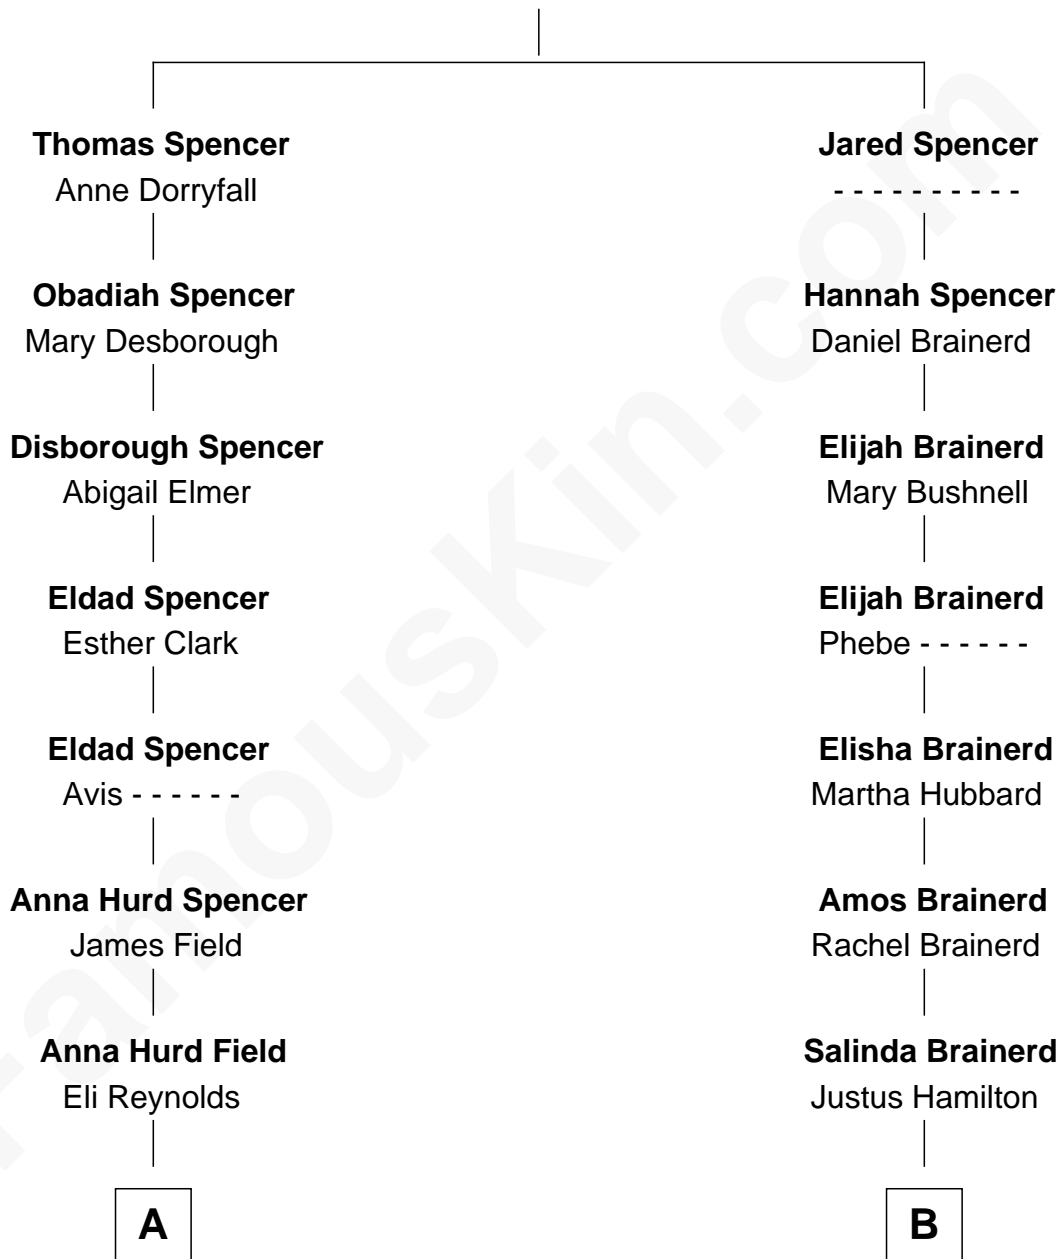 Thomas Spencer
Anne Dorryfall
Obadiah Spencer
Mary Desborough
Disborough Spencer
Abigail Elmer
Eldad Spencer
Esther Clark
Eldad Spencer
Avis - - - - - -
Anna Hurd Spencer
James Field
Anna Hurd Field
Eli Reynolds
A
Jared Spencer
- - - - - - - - - -
Hannah Spencer
Daniel Brainerd
Elijah Brainerd
Mary Bushnell
Elijah Brainerd
Phebe - - - - - -
Elisha Brainerd
Martha Hubbard
Amos Brainerd
Rachel Brainerd
Salinda Brainerd
Justus Hamilton
B
FamousKin.com